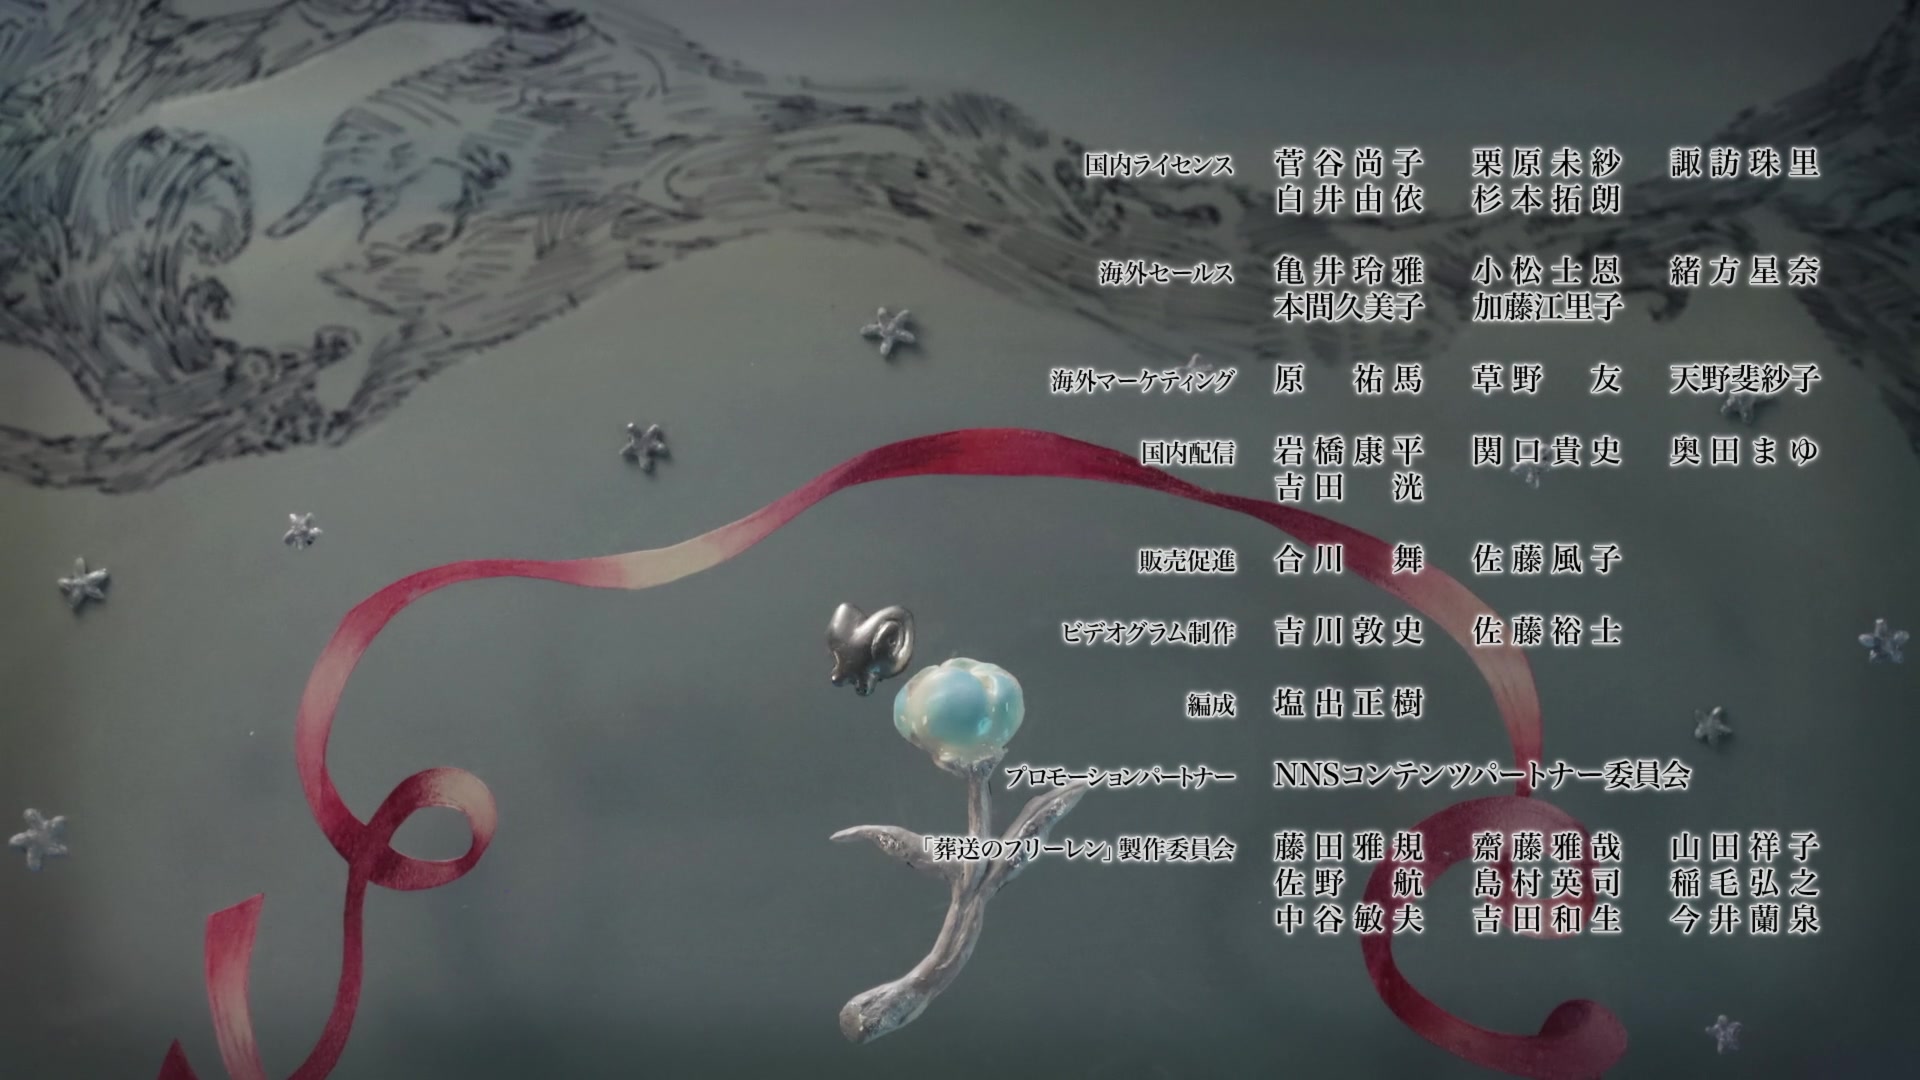 国内ライセンス 菅谷尚子 栗原未紗 諏訪珠里
白井由依 杉本拓朗
海外セールス 亀井玲雅 小松士恩 緒方星奈
本間久美子 加藤江里子
海外マーケティング 原 祐馬 草野 友 天野斐紗子
国内配信 岩橋康平 関口貴史 奥田まゆ
吉田 洸
販売促進 合川 舞 佐藤風子
ビデオグラム制作 吉川敦史 佐藤裕士
編成 塩出正樹
プロモーションパートナー NNSコンテンツパートナー委員会
「葬送のフリーレン」製作委員会 藤田雅規 齋藤雅哉 山田祥子
佐野 航 島村英司 稲毛弘之
中谷敏夫 吉田和生 今井蘭泉